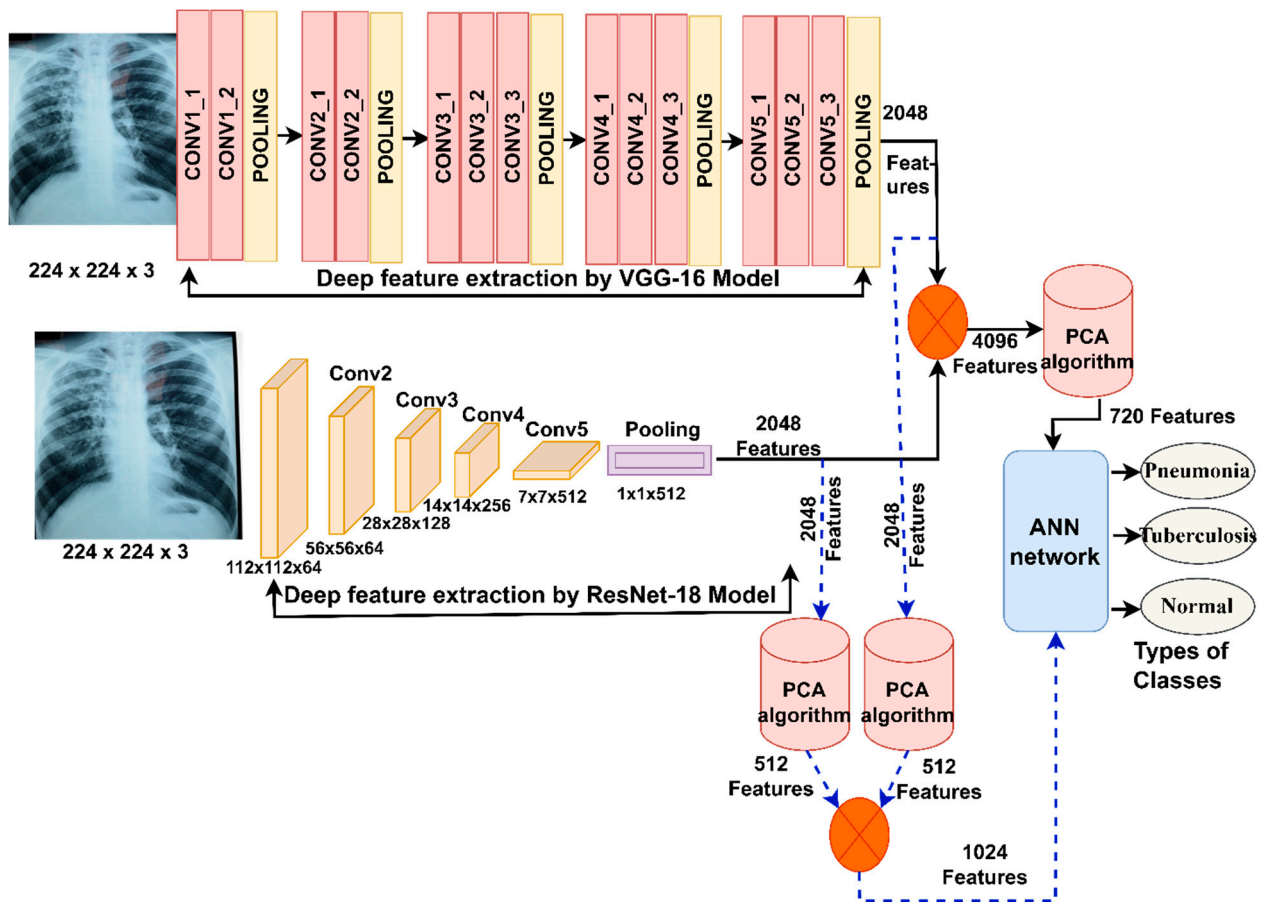 CONV1_1
CONV1_2
POOLING
CONV2_1
CONV2_2
POOLING
CONV3_1
CONV3_2
CONV3_3
POOLING
CONV4_1
CONV4_2
CONV4_3
POOLING
CONV5_1
CONV5_2
CONV5_3
POOLING
2048
Feat-
ures
224 x 224 x 3
Deep feature extraction by VGG-16 Model
4096
Features
PCA
algorithm
720 Features
Conv2
Conv3
Conv4
Conv5
Pooling
2048
Features
112x112x64
56x56x64
28x28x128
14x14x256
7x7x512
1x1x512
224 x 224 x 3
Deep feature extraction by ResNet-18 Model
2048
Features
2048
Features
ANN
network
Pneumonia
Tuberculosis
Normal
Types of
Classes
PCA
algorithm
PCA
algorithm
512
Features
512
Features
1024
Features